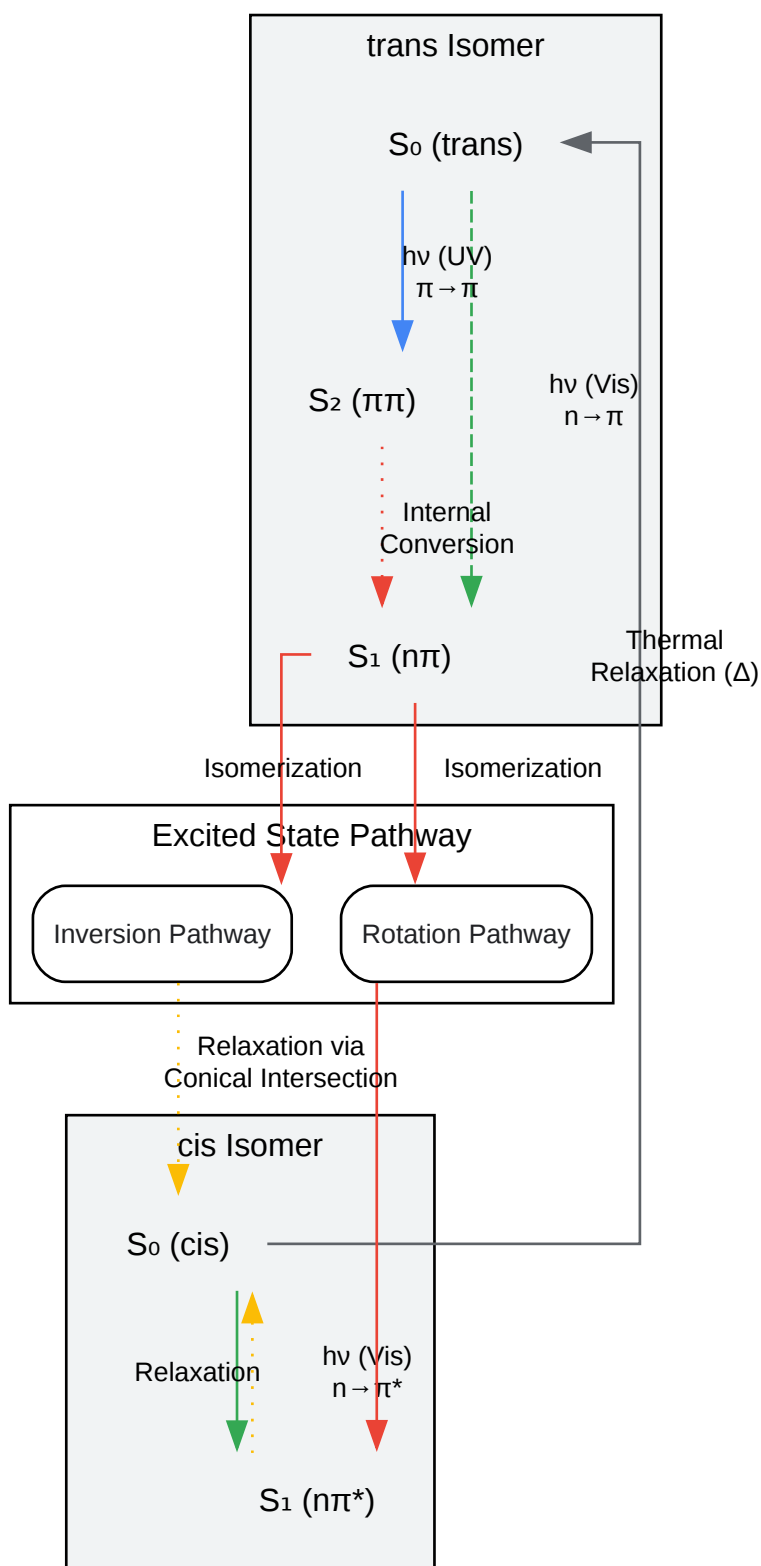 trans Isomer
S₀ (trans)
hν (UV)
π→π
S₂ (ππ)
hν (Vis)
n→π
Internal
Conversion
S₁ (nπ)
Thermal
Relaxation (Δ)
Isomerization
Isomerization
Excited State Pathway
Inversion Pathway
Rotation Pathway
Relaxation via
Conical Intersection
cis Isomer
S₀ (cis)
Relaxation
hν (Vis)
n→π*
S₁ (nπ*)